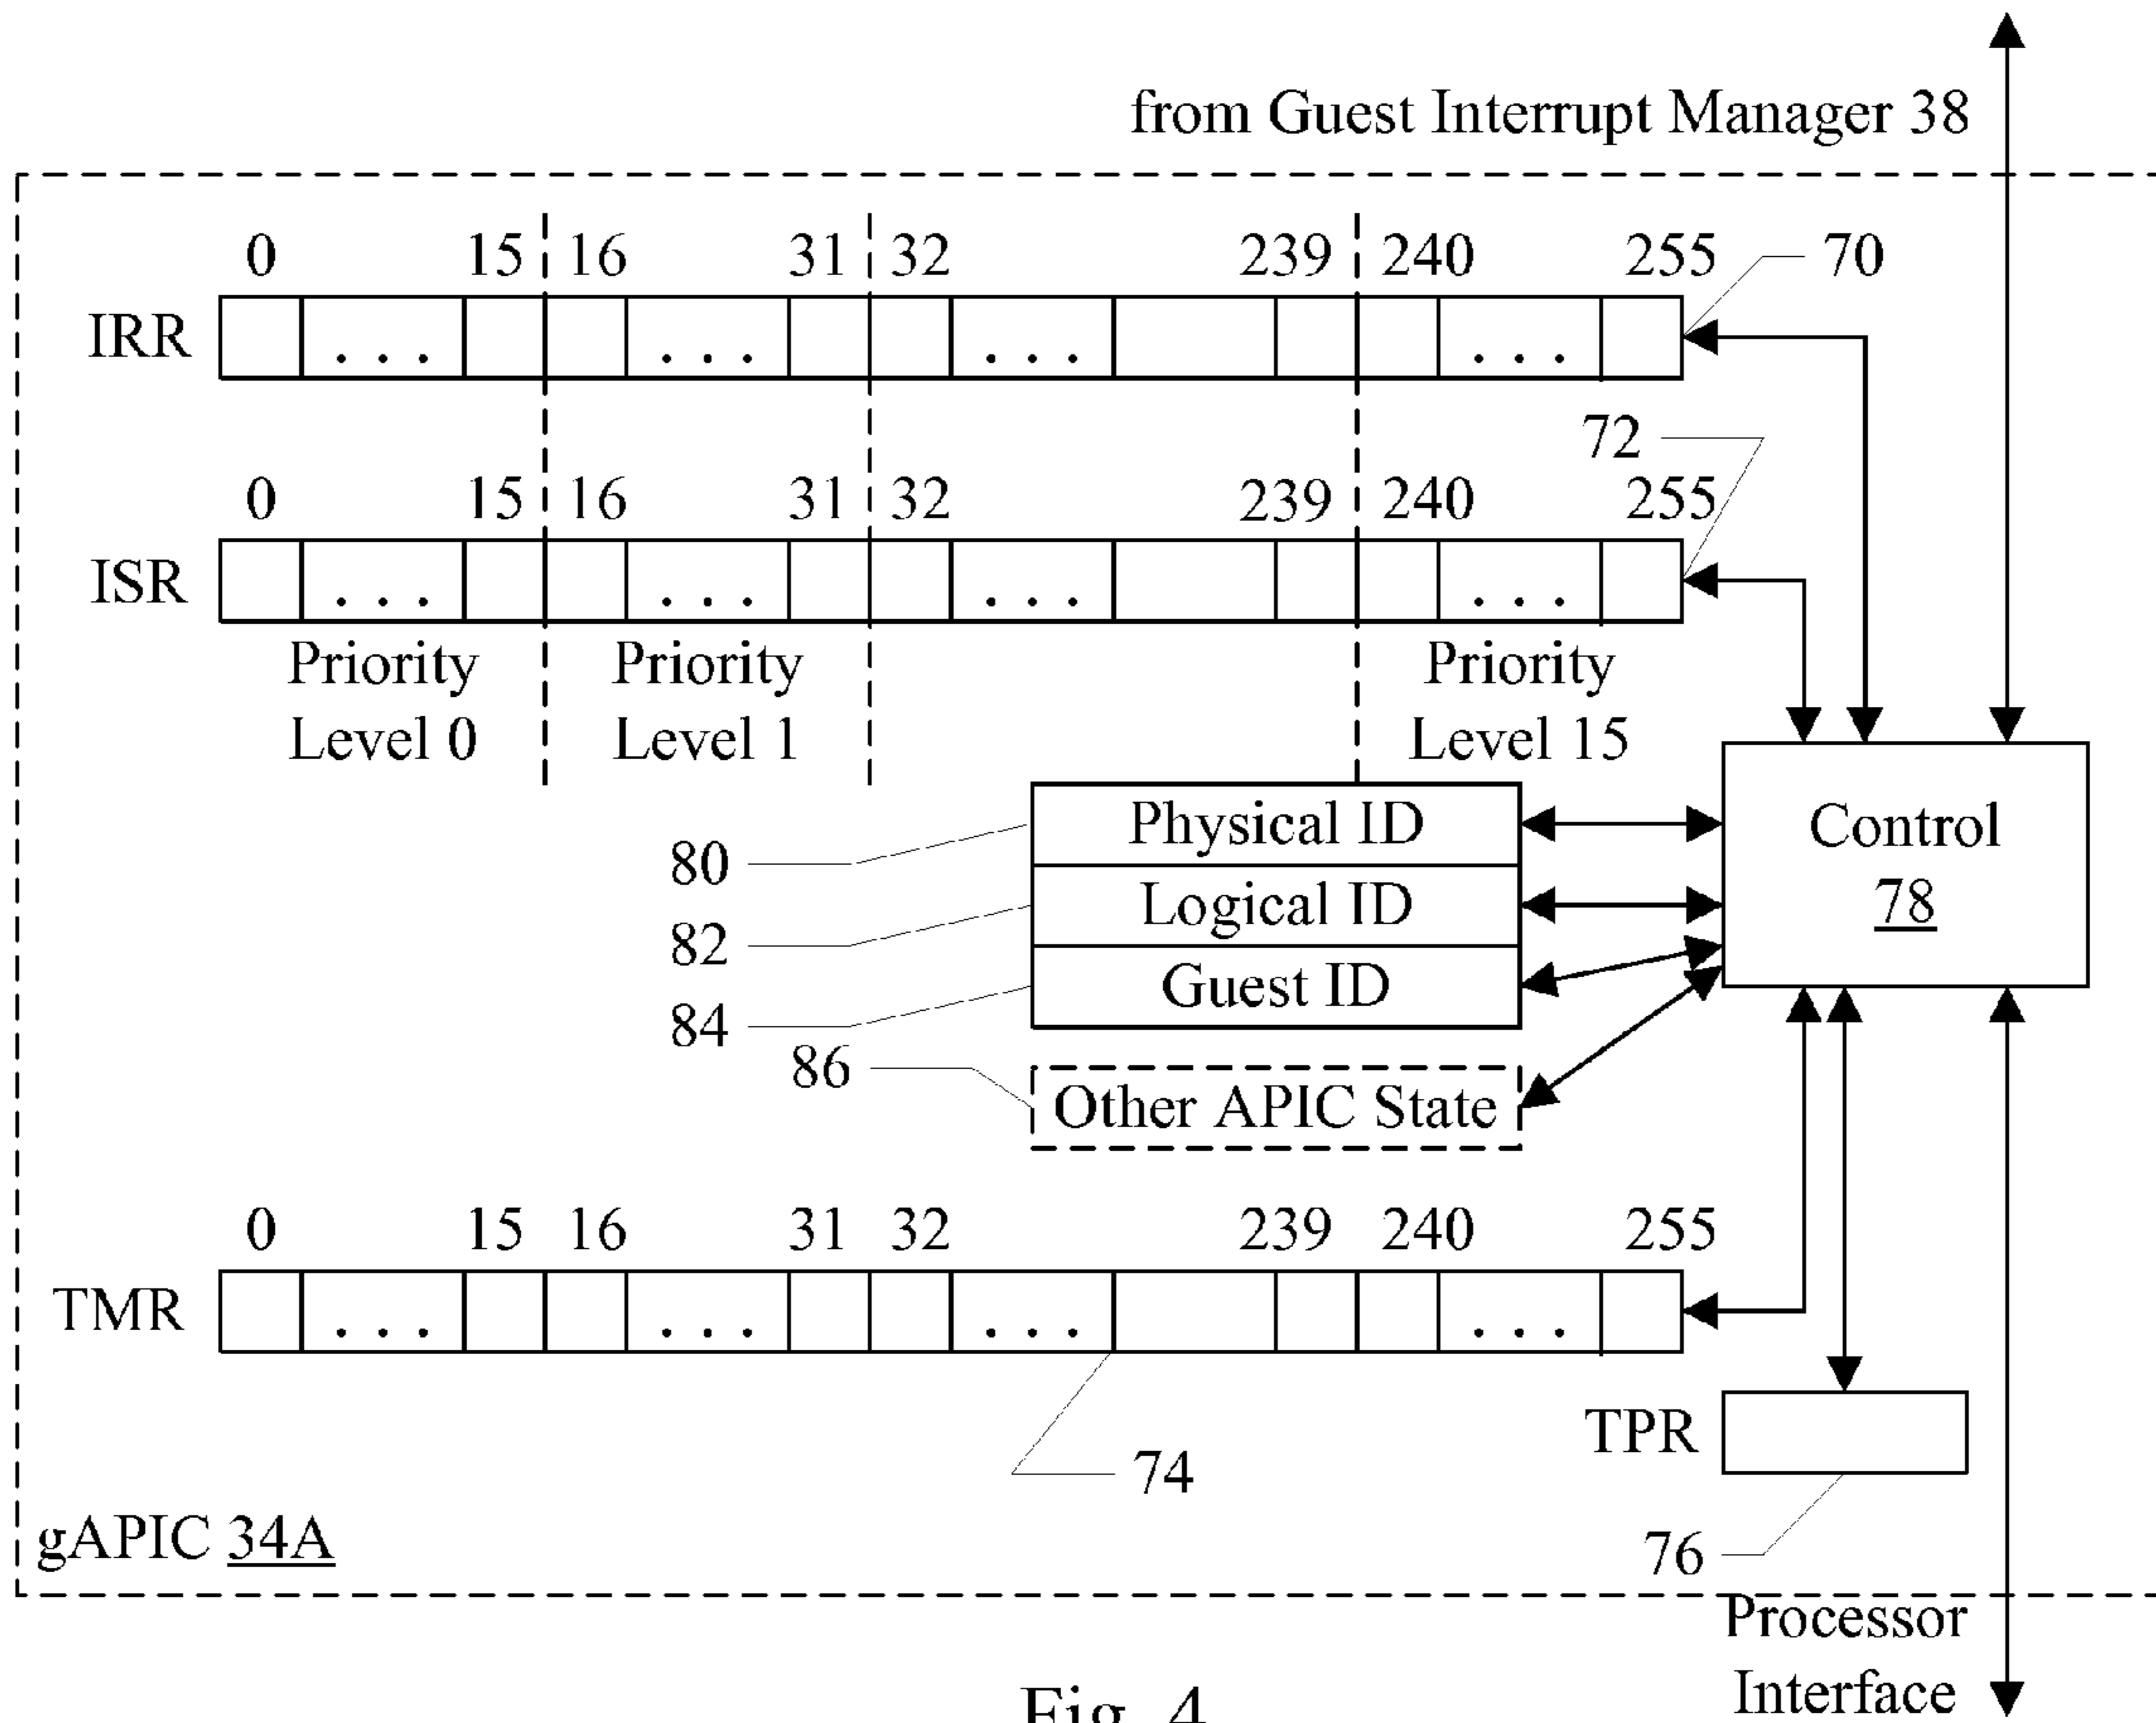 from Guest Interrupt Manager 38
0 15 16 31 32 239 240 255 70
IRR . . . . . . . . . . . .
72
0 15 16 31 32 239 240 255
ISR . . . . . . . . . . . .
Priority Priority Priority
Level 0 Level 1 Level 15
Physical ID
80
Logical ID
82
Guest ID
84
Control
78
86
Other APIC State
0 15 16 31 32 239 240 255
TMR . . . . . . . . . . . .
74
TPR
76
gAPIC 34A
Processor
Interface
Fig. 4